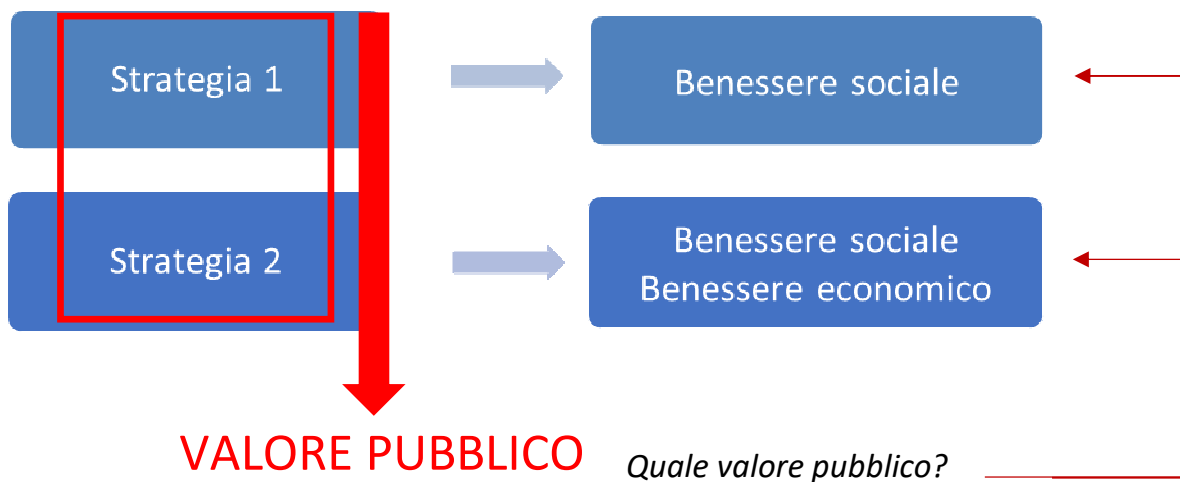 Strategia 1
Benessere sociale
Strategia 2
Benessere sociale
Benessere economico
VALORE PUBBLICO
Quale valore pubblico?